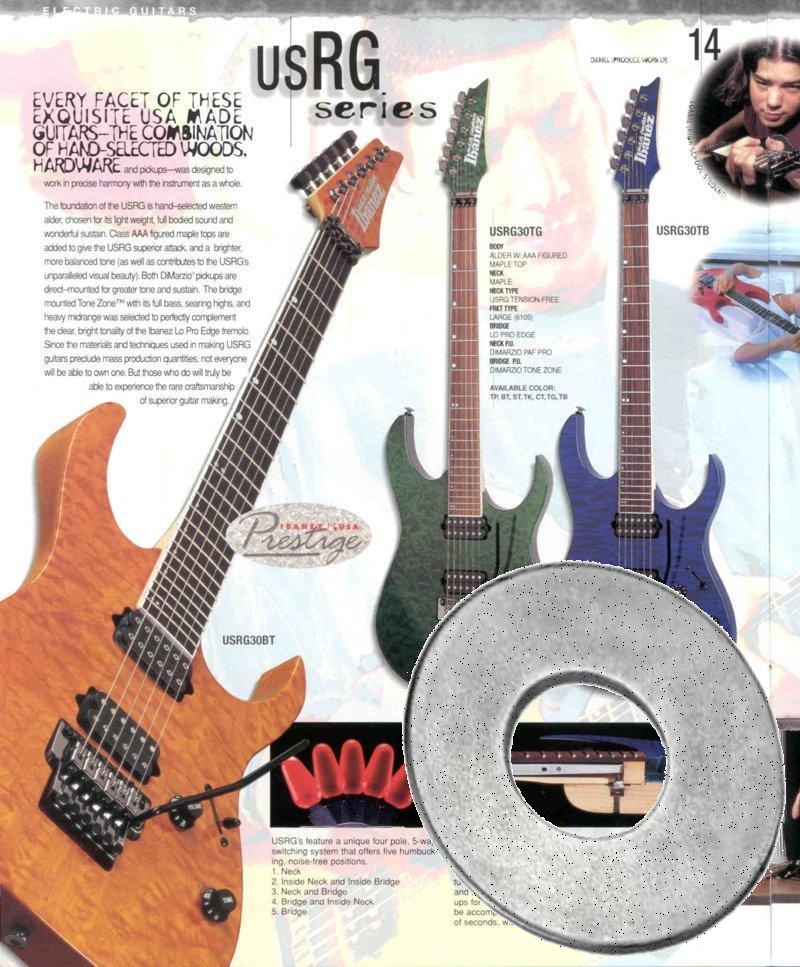 ELECTRIC GUITARS
usRG
series
14
DANIEL (PRODUCE WORKER)
EVERY FACET OF THESE
EXQUISITE USA MADE
GUITARS—THE COMBINATION
OF HAND-SELECTED WOODS,
HARDWARE and pickups—was designed to
work in precise harmony with the instrument as a whole.
The foundation of the USRG is hand–selected western
alder, chosen for its light weight, full bodied sound and
wonderful sustain. Class AAA figured maple tops are
added to give the USRG superior attack, and a brighter,
more balanced tone (as well as contributes to the USRG's
unparalleled visual beauty). Both DiMarzio® pickups are
direct–mounted for greater tone and sustain. The bridge
mounted Tone Zone™ with its full bass, searing highs, and
heavy midrange was selected to perfectly complement
the clear, bright tonality of the Ibanez Lo Pro Edge tremolo.
Since the materials and techniques used in making USRG
guitars preclude mass production quantities, not everyone
will be able to own one. But those who do will truly be
able to experience the rare craftsmanship
of superior guitar making.
Ibanez
Ibanez
Ibanez
USRG30TG
BODY
ALDER W/ AAA FIGURED
MAPLE TOP
NECK
MAPLE
NECK TYPE
USRG TENSION-FREE
FRET TYPE
LARGE (6105)
BRIDGE
LO PRO EDGE
NECK P.U.
DIMARZIO PAF PRO
BRIDGE P.U.
DIMARZIO TONE ZONE
AVAILABLE COLOR:
TP, BT, ST, TK, CT, TG, TB
USRG30TB
IBANEZ USA
Prestige
USRG30BT
VOLUME
TONE
USRG's feature a unique four pole, 5-wa
switching system that offers five humbuck-
ing, noise-free positions.
1. Neck
2. Inside Neck and Inside Bridge
3. Neck and Bridge
4. Bridge and Inside Neck
5. Bridge
and
ups for
be accomp
of seconds, w